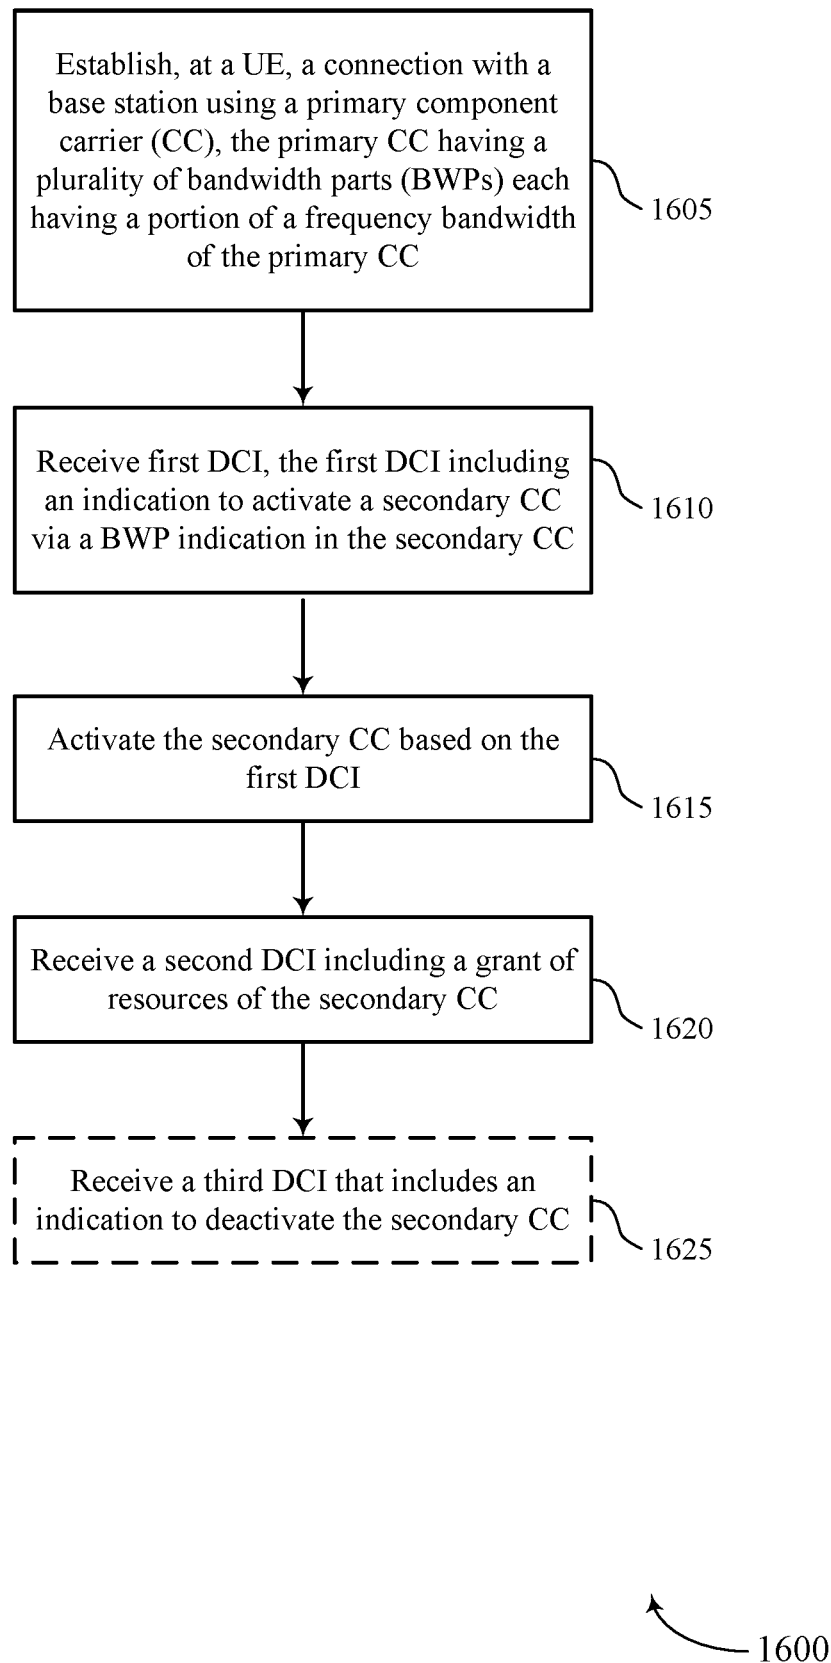 Establish, at a UE, a connection with a
base station using a primary component
carrier (CC), the primary CC having a
plurality of bandwidth parts (BWPs) each
having a portion of a frequency bandwidth
of the primary CC
1605
Receive first DCI, the first DCI including
an indication to activate a secondary CC
via a BWP indication in the secondary CC
1610
Activate the secondary CC based on the
first DCI
1615
Receive a second DCI including a grant of
resources of the secondary CC
1620
Receive a third DCI that includes an
indication to deactivate the secondary CC
1625
1600